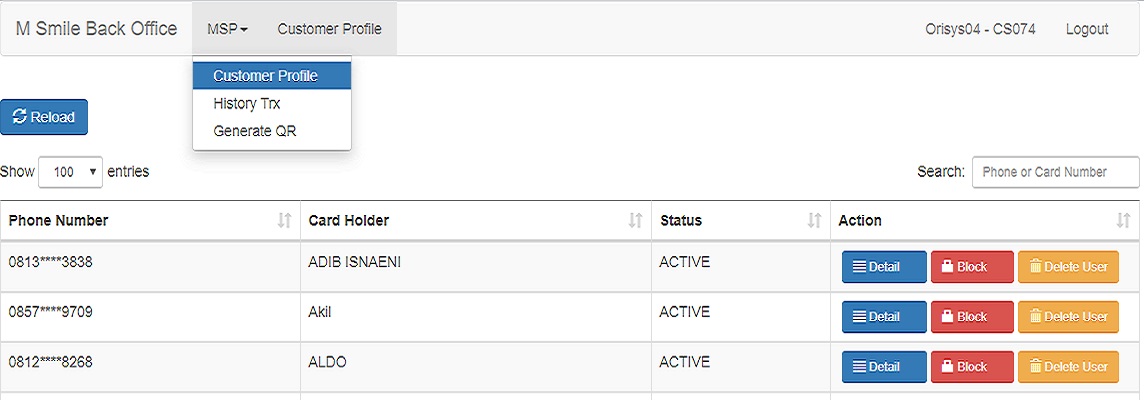 M Smile Back Office MSP Customer Profile Orisys04 - CS074 Logout
Customer Profile
History Trx
Generate QR
Reload
Show 100 entries Search: Phone or Card Number
Phone Number Card Holder Status Action
0813****3838 ADIB ISNAENI ACTIVE Detail Block Delete User
0857****9709 Akil ACTIVE Detail Block Delete User
0812****8268 ALDO ACTIVE Detail Block Delete User